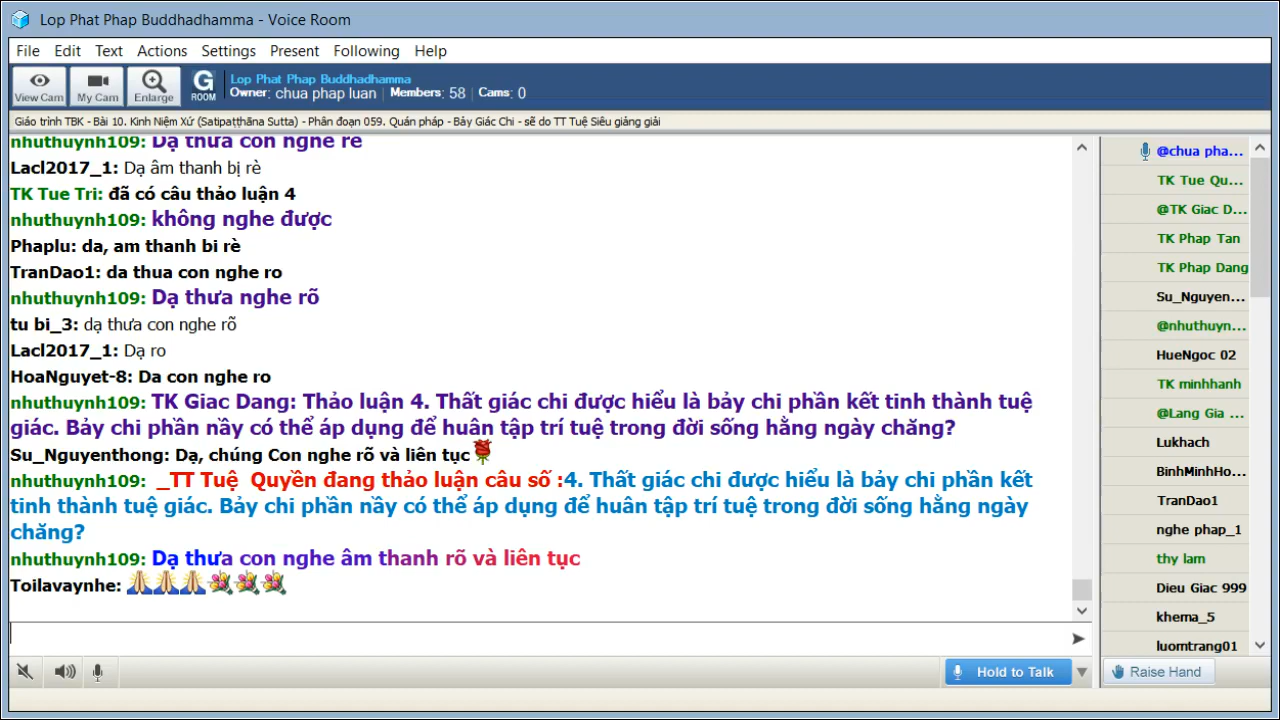 Lop Phat Phap Buddhadhamma - Voice Room
File Edit Text Actions Settings Present Following Help
View Cam My Cam Enlarge G ROOM
Lop Phat Phap Buddhadhamma
Owner: chua phap luan Members: 58 Cams: 0
Giáo trình TBK - Bài 10. Kinh Niệm Xứ (Satipaṭṭhāna Sutta) - Phân đoạn 059. Quán pháp - Bảy Giác Chi - sẽ do TT Tuệ Siêu giảng giải
nhuthuynh109: Dạ thưa con nghe rè
Lacl2017_1: Dạ âm thanh bị rè
TK Tue Tri: đã có câu thảo luận 4
nhuthuynh109: không nghe được
Phaplu: da, am thanh bi rè
TranDao1: da thua con nghe ro
nhuthuynh109: Dạ thưa nghe rõ
tu bi_3: dạ thưa con nghe rõ
Lacl2017_1: Dạ ro
HoaNguyet-8: Da con nghe ro
nhuthuynh109: TK Giac Dang: Thảo luận 4. Thất giác chi được hiểu là bảy chi phần kết tinh thành tuệ
giác. Bảy chi phần nầy có thể áp dụng để huân tập trí tuệ trong đời sống hằng ngày chăng?
Su_Nguyenthong: Dạ, chúng Con nghe rõ và liên tục
nhuthuynh109: _TT Tuệ Quyền đang thảo luận câu số :4. Thất giác chi được hiểu là bảy chi phần kết
tinh thành tuệ giác. Bảy chi phần nầy có thể áp dụng để huân tập trí tuệ trong đời sống hằng ngày
chăng?
nhuthuynh109: Dạ thưa con nghe âm thanh rõ và liên tục
Toilavaynhe:
@chua pha...
TK Tue Qu...
@TK Giac D...
TK Phap Tan
TK Phap Dang
Su_Nguyen...
@nhuthuyn...
HueNgoc 02
TK minhhanh
@Lang Gia ...
Lukhach
BinhMinhHo...
TranDao1
nghe phap_1
thy lam
Dieu Giac 999
khema_5
luomtrang01
Hold to Talk
Raise Hand